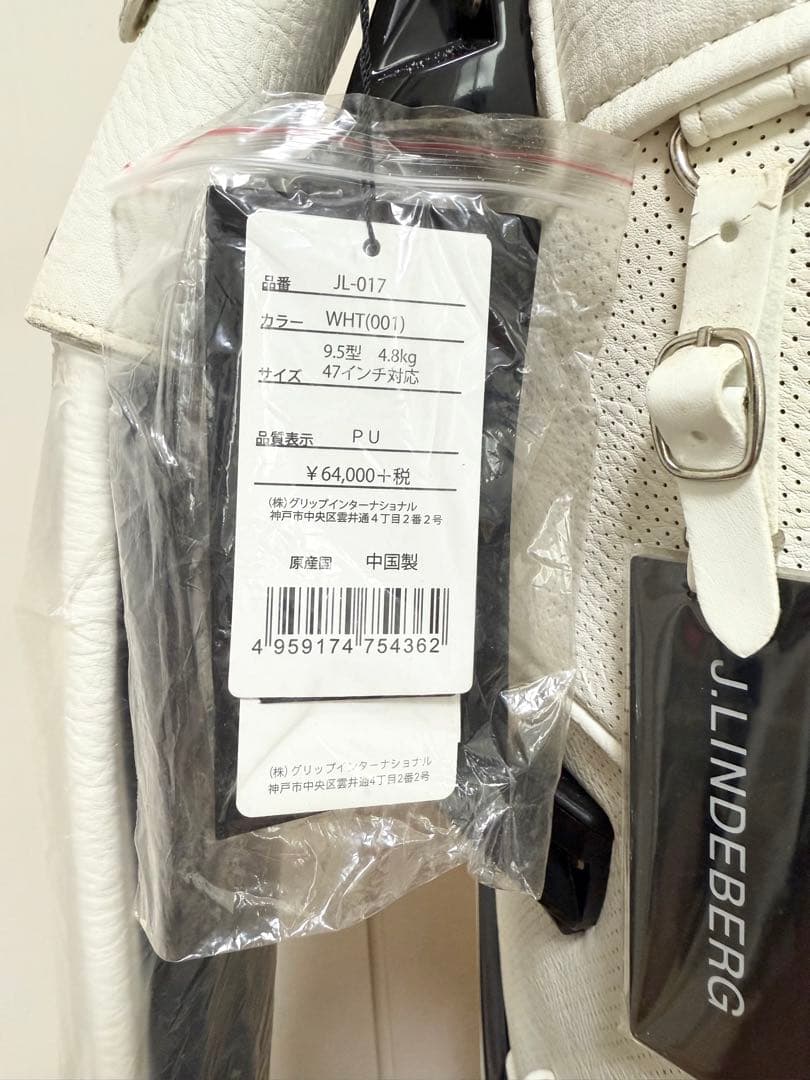 品番 JL-017
カラー WHT(001)
9.5型 4.8kg
サイズ 47インチ対応
品質表示 PU
¥64,000+税
(株)グリップインターナショナル
神戸市中央区雲井通4丁目2番2号
原産国 中国製
4 959174 754362
(株)グリップインターナショナル
神戸市中央区雲井通4丁目2番2号
J.LINDEBERG